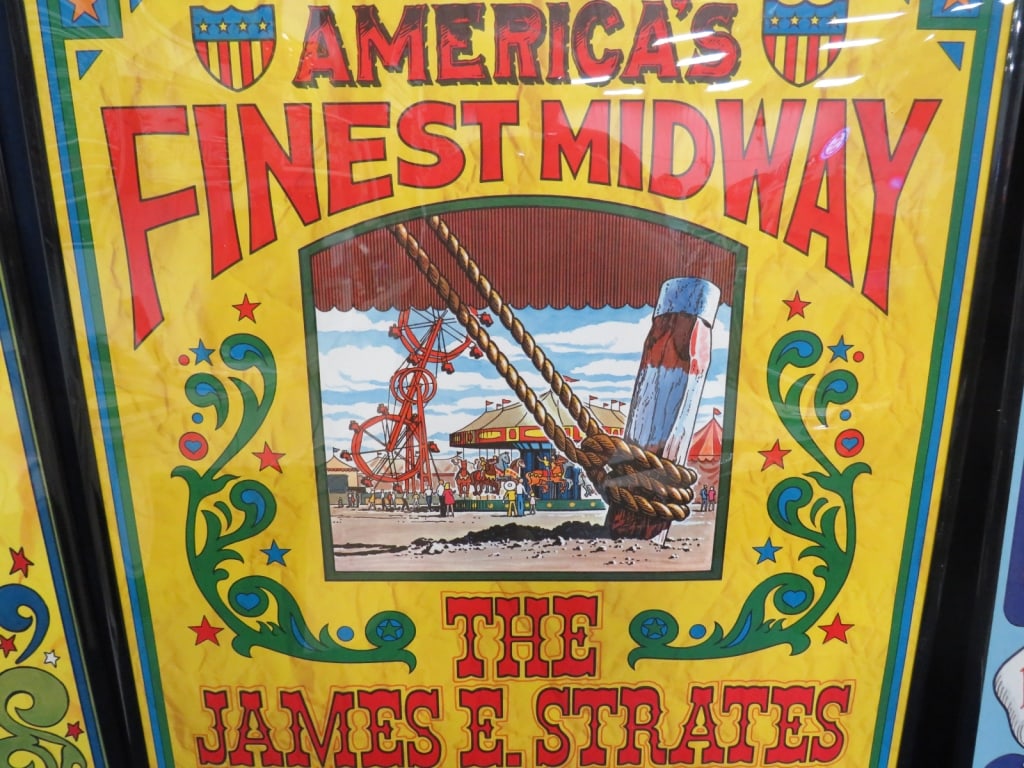 AMERICA'S
FINEST MIDWAY
THE
JAMES E. STRATES